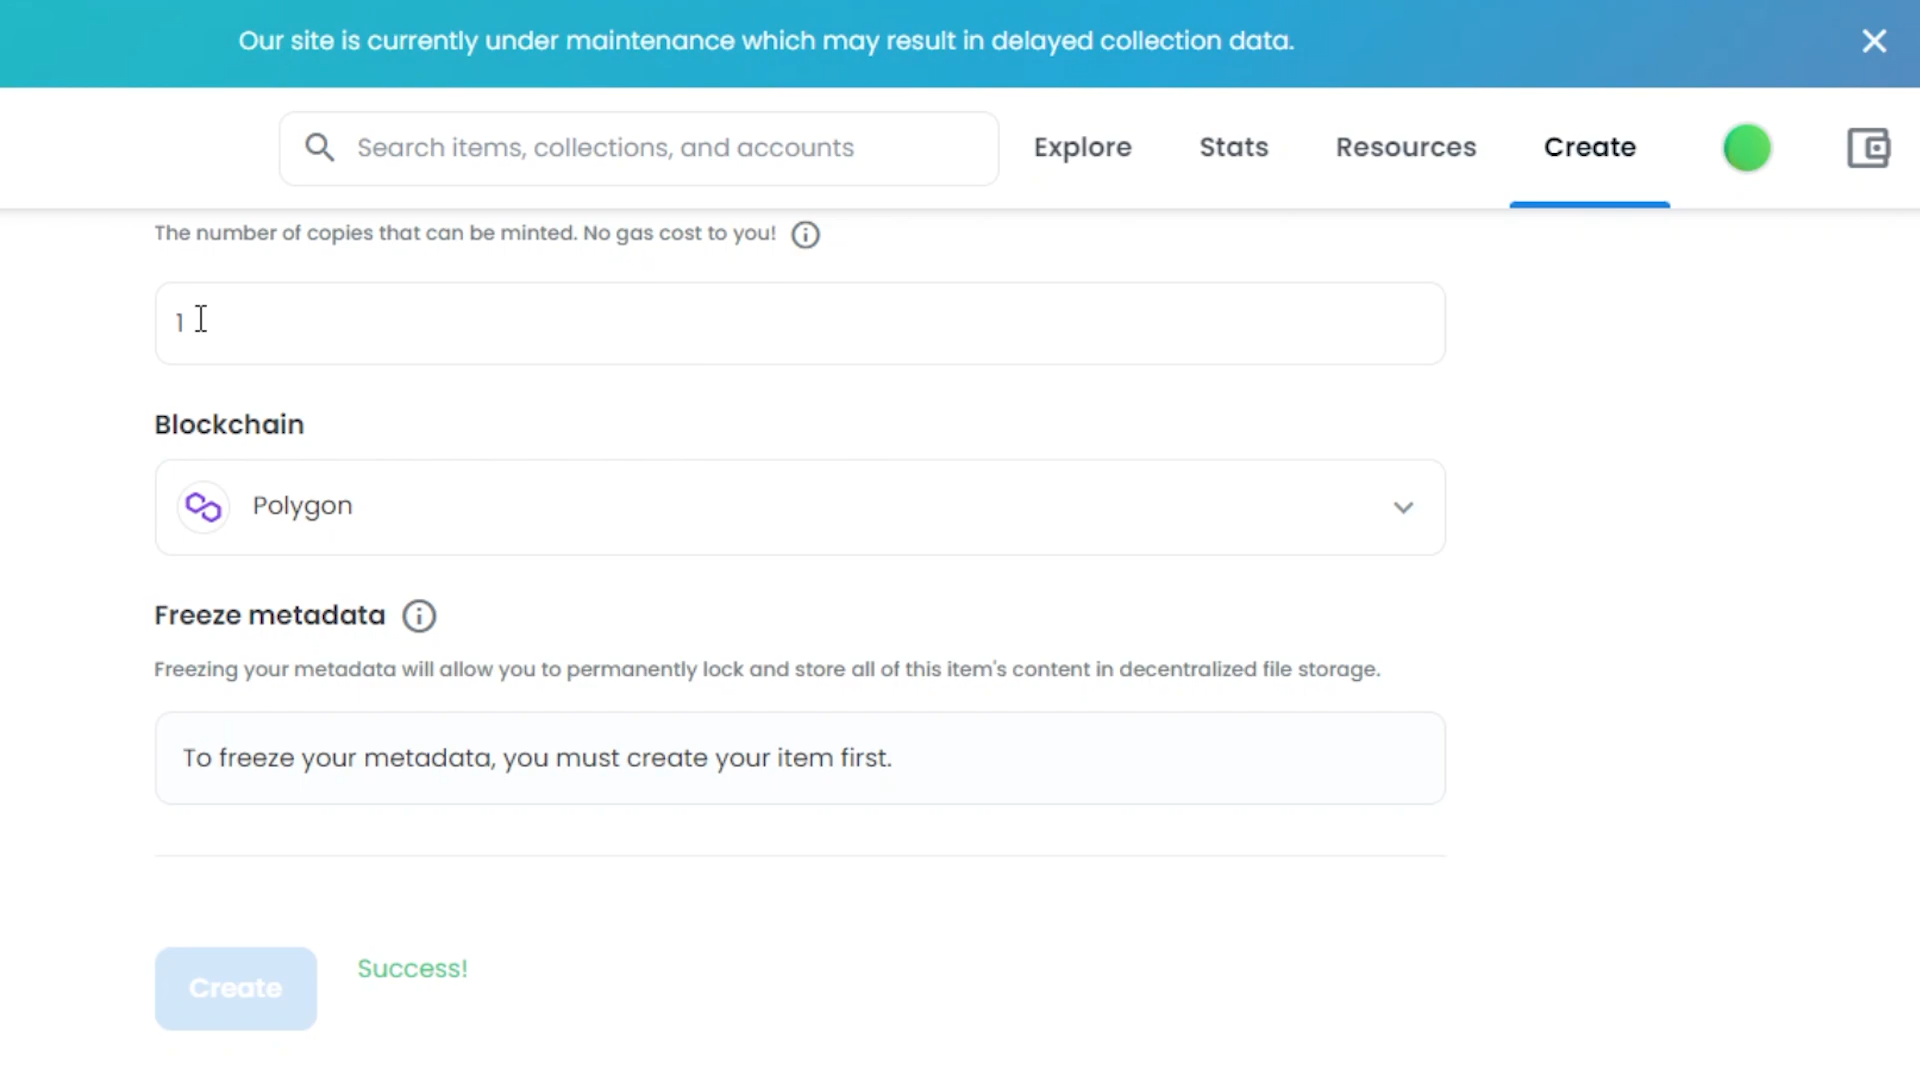 Our site is currently under maintenance which may result in delayed collection data.
Search items, collections, and accounts
Explore
Stats
Resources
Create
The number of copies that can be minted. No gas cost to you!
1
Blockchain
Polygon
Freeze metadata
Freezing your metadata will allow you to permanently lock and store all of this item's content in decentralized file storage.
To freeze your metadata, you must create your item first.
Create
Success!